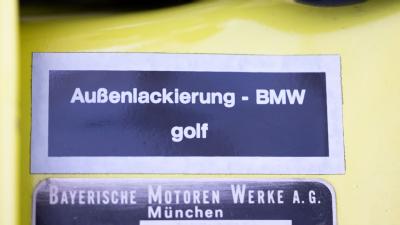 Außenlackierung - BMW
golf
BAYERISCHE MOTOREN WERKE A.G.
München